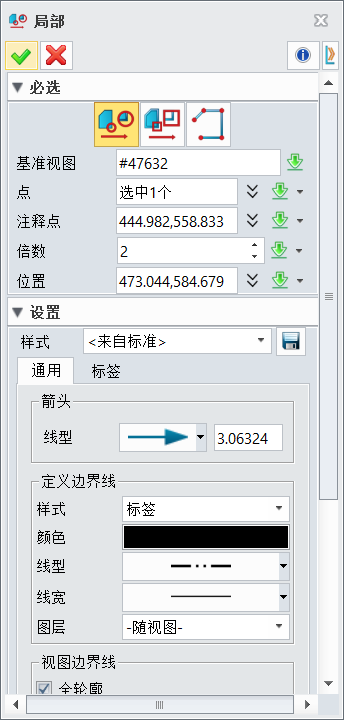 局部
必选
基准视图 #47632
点 选中1个
注释点 444.982,558.833
倍数 2
位置 473.044,584.679
设置
样式 <来自标准>
通用 标签
箭头
线型 3.06324
定义边界线
样式 标签
颜色
线型
线宽
图层 -随视图-
视图边界线
全轮廓